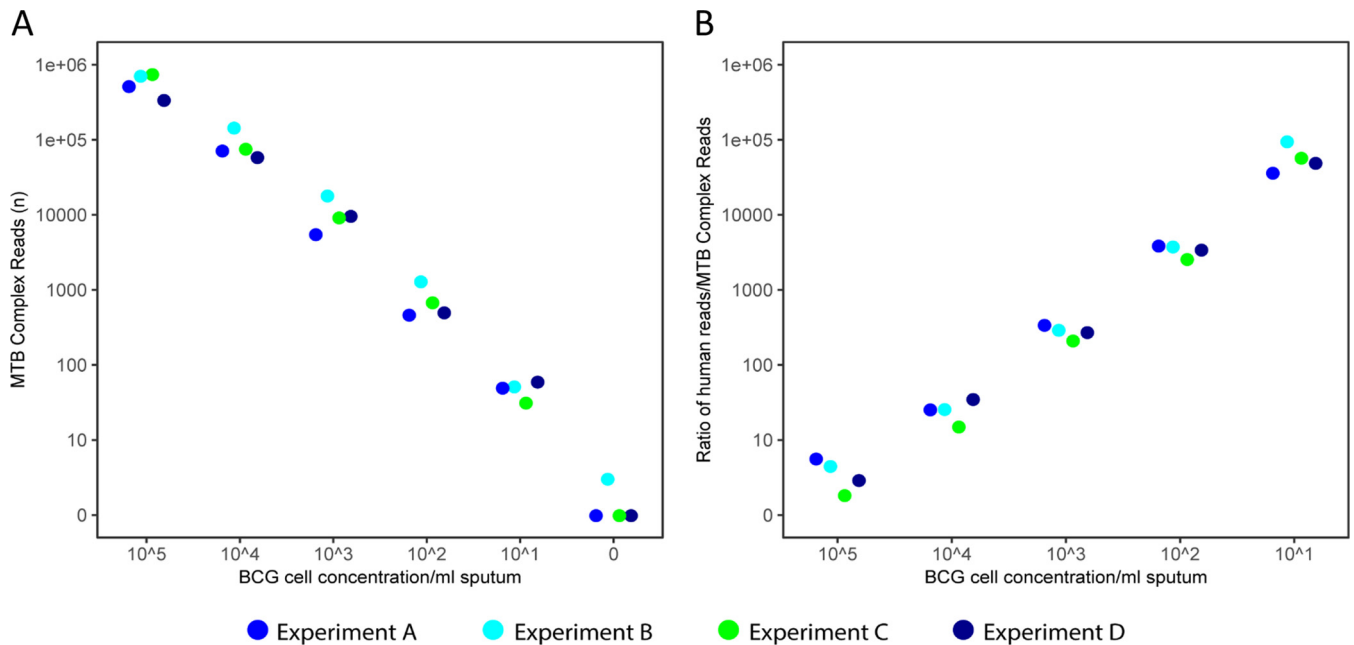 A
MTB Complex Reads (n)
1e+06
1e+05
10000
1000
100
10
0
10^5 10^4 10^3 10^2 10^1 0
BCG cell concentration/ml sputum
B
Ratio of human reads/MTB Complex Reads
1e+06
1e+05
10000
1000
100
10
0
10^5 10^4 10^3 10^2 10^1
BCG cell concentration/ml sputum
Experiment A Experiment B Experiment C Experiment D